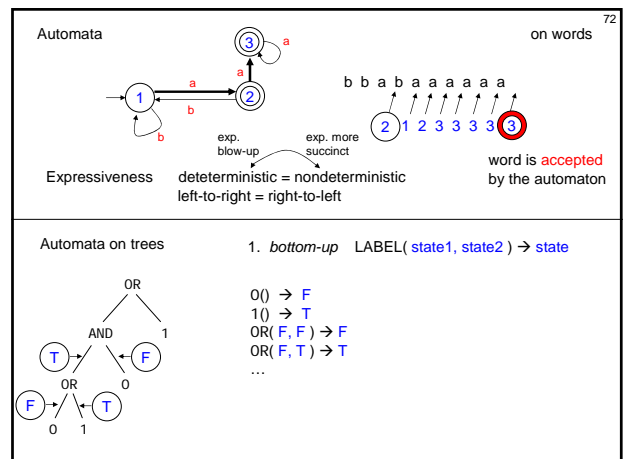 72
Automata
on words
3
a
a
a
1
2
b
b
b b a b a a a a a a
2 1 2 3 3 3 3 3
exp.
blow-up
exp. more
succinct
word is accepted
by the automaton
Expressiveness
deteterministic = nondeterministic
left-to-right = right-to-left
Automata on trees
1. bottom-up LABEL( state1, state2 ) → state
OR
AND
1
T
F
OR
0
F
T
0
1
0() → F
1() → T
OR( F, F ) → F
OR( F, T ) → T
…